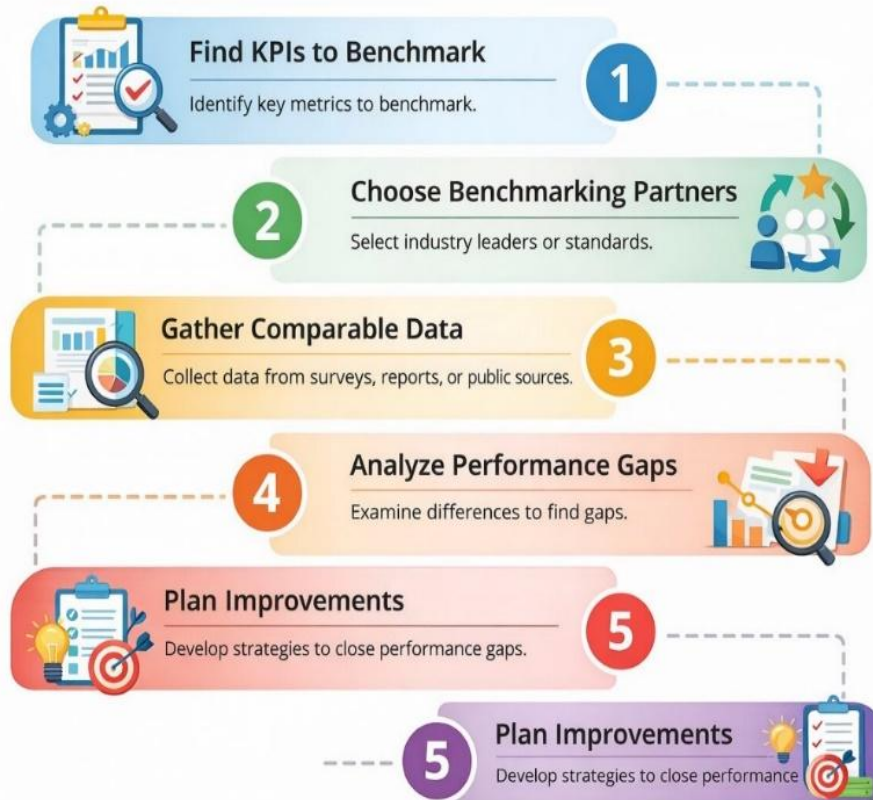 Find KPIs to Benchmark
Identify key metrics to benchmark.
1
2
Choose Benchmarking Partners
Select industry leaders or standards.
Gather Comparable Data
Collect data from surveys, reports, or public sources.
3
4
Analyze Performance Gaps
Examine differences to find gaps.
Plan Improvements
Develop strategies to close performance gaps.
5
5
Plan Improvements
Develop strategies to close performance